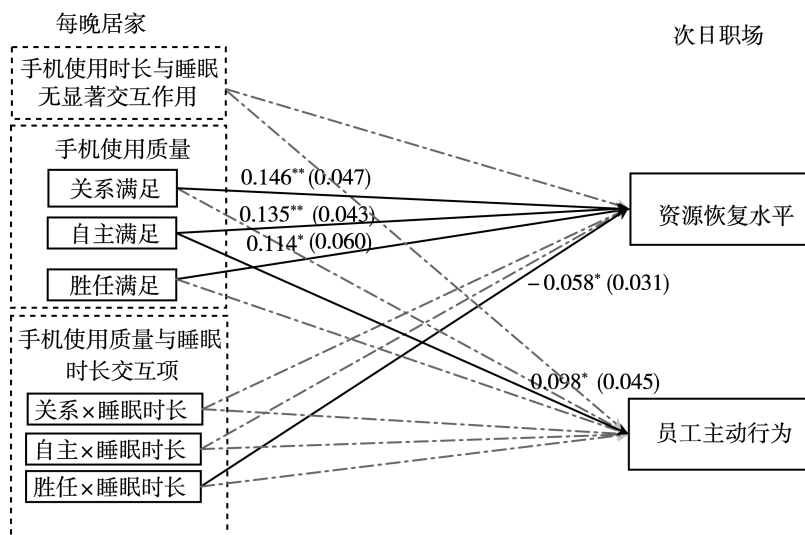 每晚居家
次日职场
手机使用时长与睡眠
无显著交互作用
手机使用质量
关系满足
自主满足
胜任满足
0.146** (0.047)
0.135** (0.043)
0.114* (0.060)
资源恢复水平
-0.058* (0.031)
手机使用质量与睡眠
时长交互项
关系×睡眠时长
自主×睡眠时长
胜任×睡眠时长
0.098* (0.045)
员工主动行为